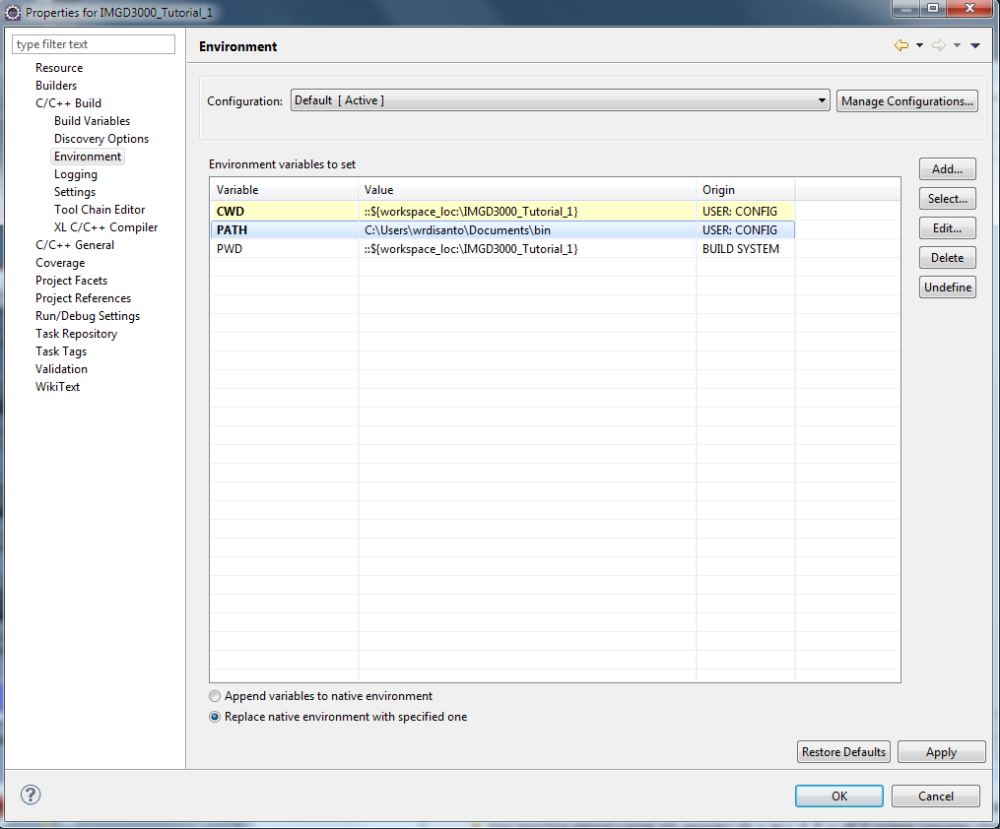 Properties for IMGD3000_Tutorial_1
type filter text
Resource
Builders
C/C++ Build
Build Variables
Discovery Options
Environment
Logging
Settings
Tool Chain Editor
XL C/C++ Compiler
C/C++ General
Coverage
Project Facets
Project References
Run/Debug Settings
Task Repository
Task Tags
Validation
WikiText
Environment
Configuration: Default [ Active ] Manage Configurations...
Environment variables to set
Variable Value Origin
CWD ::${workspace_loc:\IMGD3000_Tutorial_1} USER: CONFIG
PATH C:\Users\wrdisanto\Documents\bin USER: CONFIG
PWD ::${workspace_loc:\IMGD3000_Tutorial_1} BUILD SYSTEM
Add...
Select...
Edit...
Delete
Undefine
Append variables to native environment
Replace native environment with specified one
Restore Defaults Apply
? OK Cancel